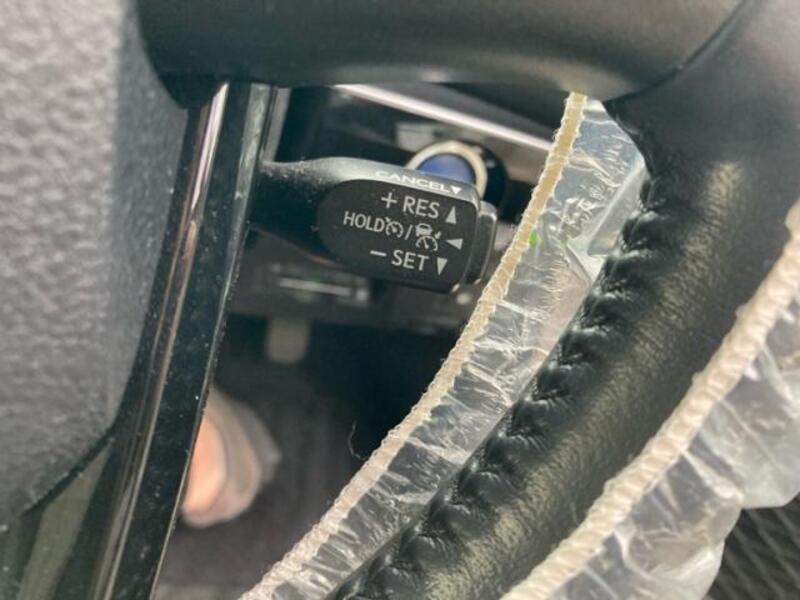 CANCEL▼
+ RES ▲
HOLD / ◀
− SET ▼